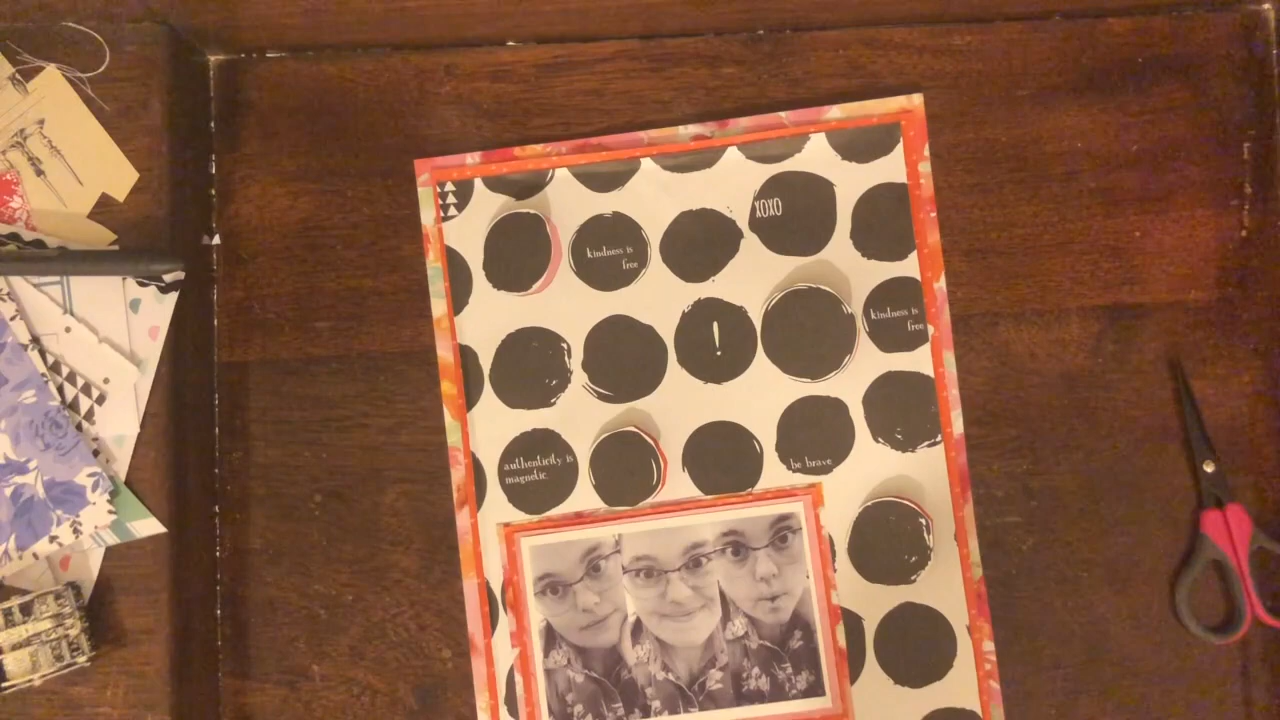 xoxo
kindness is
free
!
kindness is
free
authenticity is
magnetic.
be brave